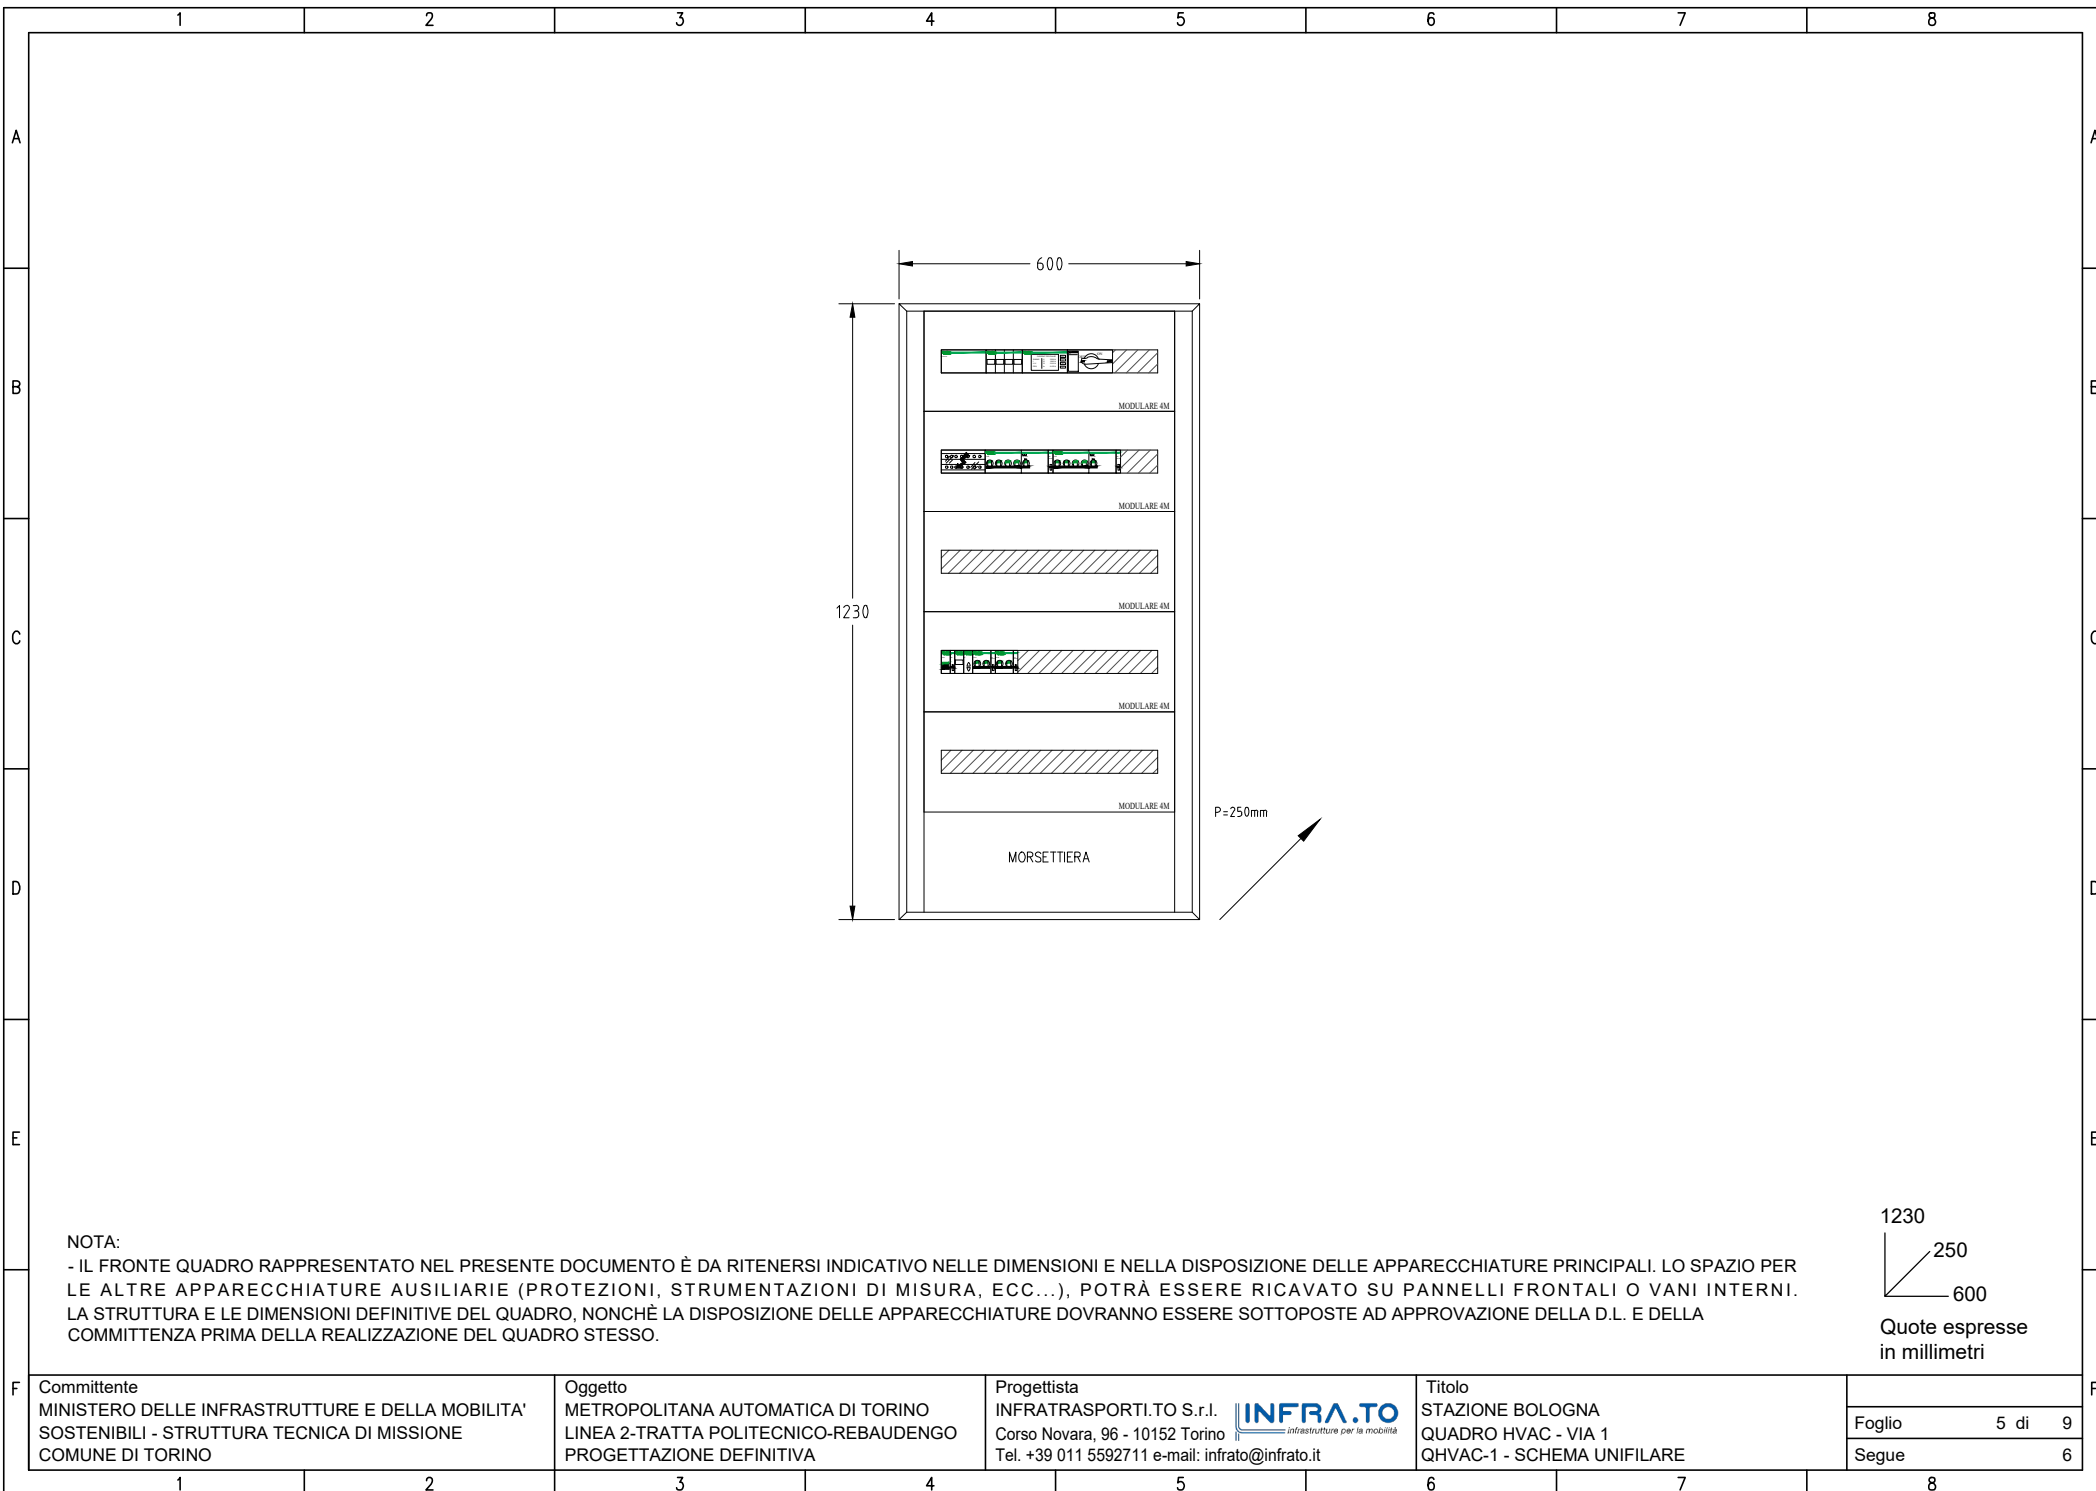 1 2 3 4 5 6 7 8
A
A
600
B
MODULARE 4M
MODULARE 4M
1230
C
MODULARE 4M
MODULARE 4M
MODULARE 4M
P=250mm
MORSETTIERA
D
E
1230
250
600
Quote espresse
in millimetri
NOTA:
- IL FRONTE QUADRO RAPPRESENTATO NEL PRESENTE DOCUMENTO È DA RITENERSI INDICATIVO NELLE DIMENSIONI E NELLA DISPOSIZIONE DELLE APPARECCHIATURE PRINCIPALI. LO SPAZIO PER
LE ALTRE APPARECCHIATURE AUSILIARIE (PROTEZIONI, STRUMENTAZIONI DI MISURA, ECC...), POTRÀ ESSERE RICAVATO SU PANNELLI FRONTALI O VANI INTERNI.
LA STRUTTURA E LE DIMENSIONI DEFINITIVE DEL QUADRO, NONCHÈ LA DISPOSIZIONE DELLE APPARECCHIATURE DOVRANNO ESSERE SOTTOPOSTE AD APPROVAZIONE DELLA D.L. E DELLA
COMMITTENZA PRIMA DELLA REALIZZAZIONE DEL QUADRO STESSO.
F
Committente
MINISTERO DELLE INFRASTRUTTURE E DELLA MOBILITA'
SOSTENIBILI - STRUTTURA TECNICA DI MISSIONE
COMUNE DI TORINO
Oggetto
METROPOLITANA AUTOMATICA DI TORINO
LINEA 2-TRATTA POLITECNICO-REBAUDENGO
PROGETTAZIONE DEFINITIVA
Progettista
INFRATRASPORTI.TO S.r.l.
Corso Novara, 96 - 10152 Torino
Tel. +39 011 5592711 e-mail: infrato@infrato.it
INFRA.TO
infrastrutture per la mobilità
Titolo
STAZIONE BOLOGNA
QUADRO HVAC - VIA 1
QHVAC-1 - SCHEMA UNIFILARE
Foglio 5 di 9
Segue 6
1 2 3 4 5 6 7 8